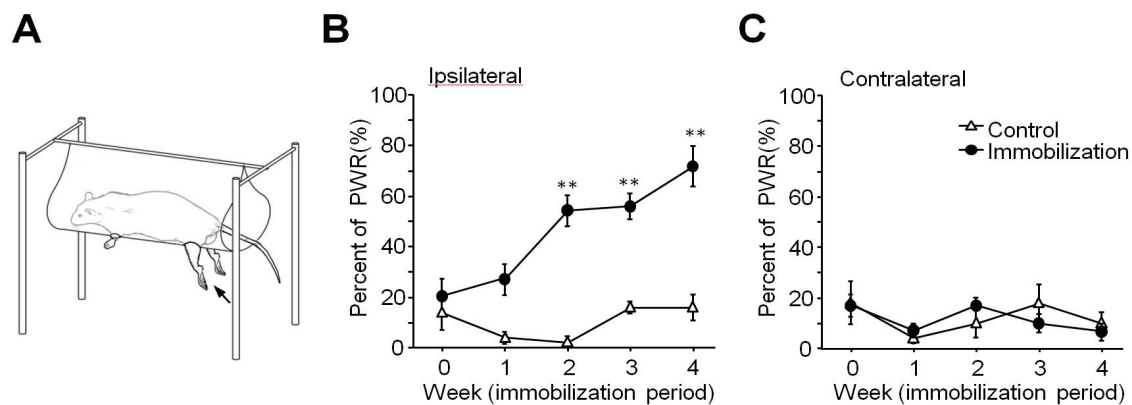 A
B
C
Ipsilateral
Contralateral
100
80
60
40
20
0
Percent of PWR(%)
**
**
**
0
1
2
3
4
Week (immobilization period)
100
80
60
40
20
0
Percent of PWR(%)
Control
Immobilization
0
1
2
3
4
Week (immobilization period)